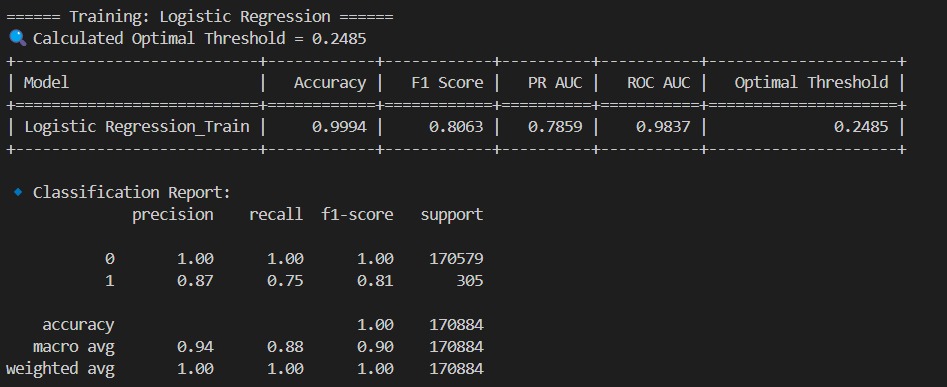 ====== Training: Logistic Regression ======
🔍 Calculated Optimal Threshold = 0.2485
+---------------------------+------------+------------+----------+-----------+---------------------+
| Model                     |   Accuracy |   F1 Score |   PR AUC |   ROC AUC |   Optimal Threshold |
+===========================+============+============+==========+===========+=====================+
| Logistic Regression_Train |     0.9994 |     0.8063 |   0.7859 |    0.9837 |              0.2485 |
+---------------------------+------------+------------+----------+-----------+---------------------+
🔹 Classification Report:
              precision    recall  f1-score   support
           0       1.00      1.00      1.00    170579
           1       0.87      0.75      0.81       305
    accuracy                           1.00    170884
   macro avg       0.94      0.88      0.90    170884
weighted avg       1.00      1.00      1.00    170884